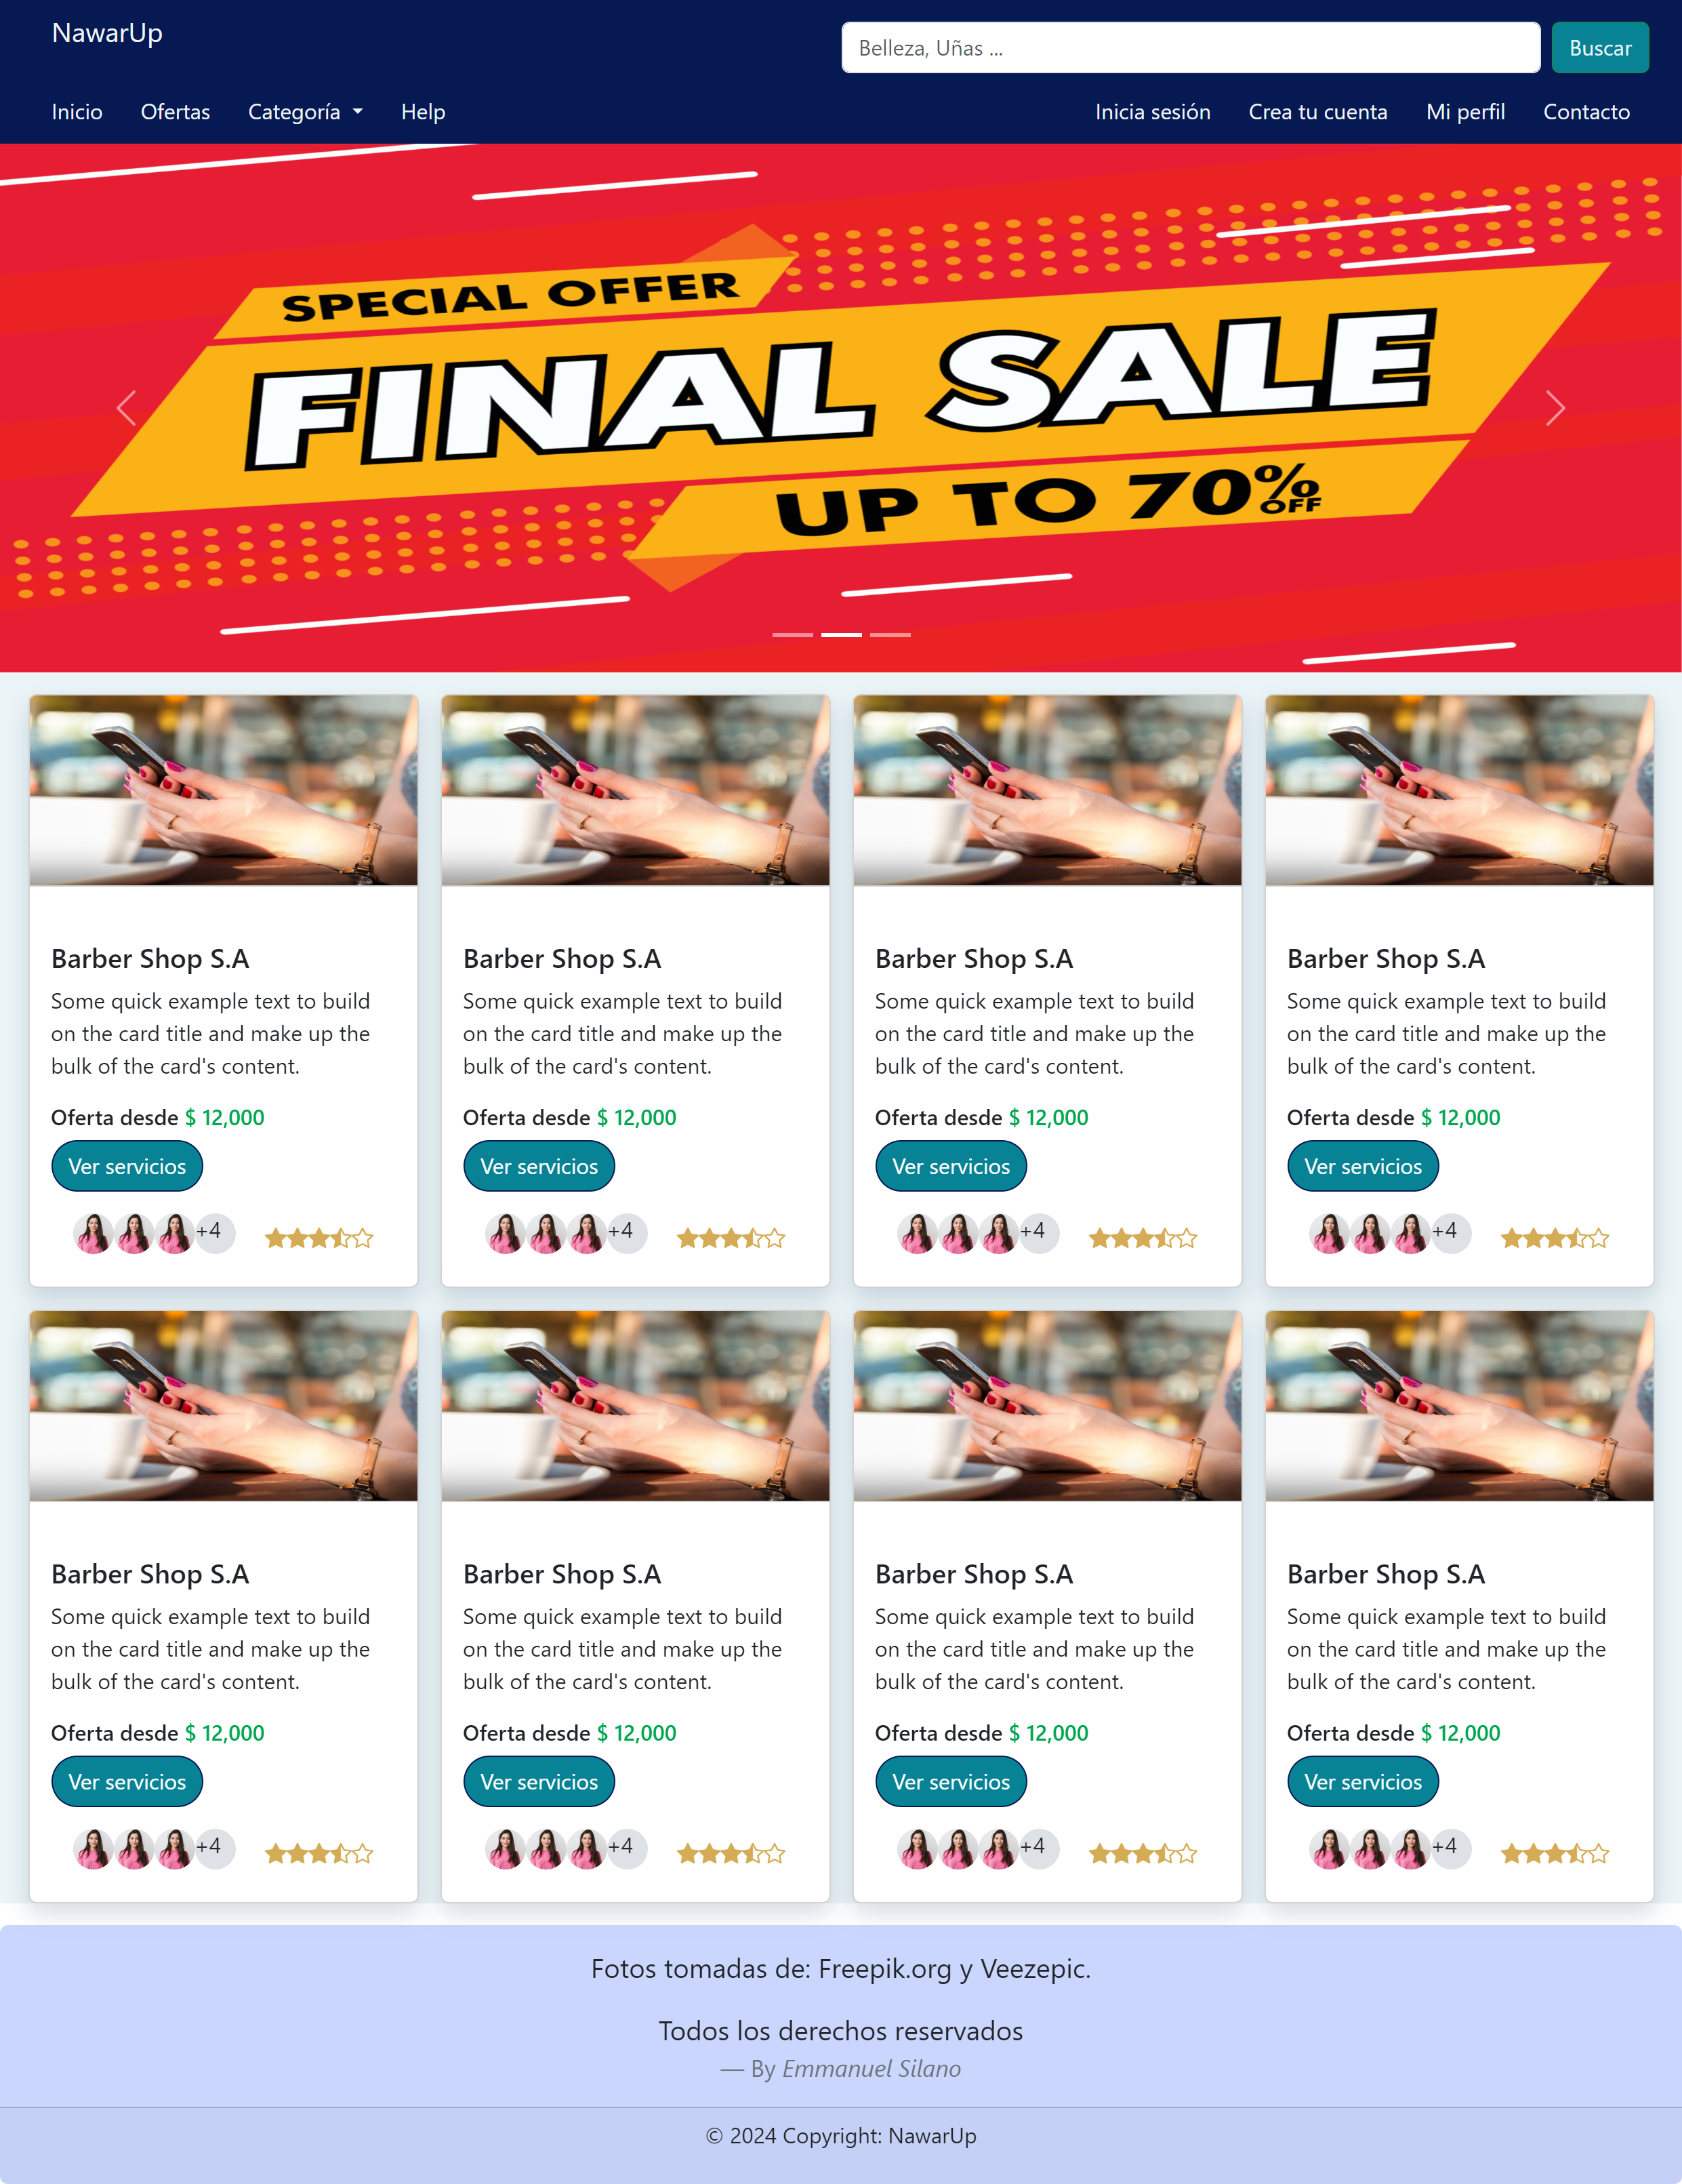 NawarUp
Belleza, Uñas ...
Buscar
Inicio Ofertas Categoría Help
Inicia sesión Crea tu cuenta Mi perfil Contacto
SPECIAL OFFER
FINAL SALE
UP TO 70% OFF
Barber Shop S.A
Some quick example text to build
on the card title and make up the
bulk of the card's content.
Oferta desde $ 12,000
Ver servicios
+4
Barber Shop S.A
Some quick example text to build
on the card title and make up the
bulk of the card's content.
Oferta desde $ 12,000
Ver servicios
+4
Barber Shop S.A
Some quick example text to build
on the card title and make up the
bulk of the card's content.
Oferta desde $ 12,000
Ver servicios
+4
Barber Shop S.A
Some quick example text to build
on the card title and make up the
bulk of the card's content.
Oferta desde $ 12,000
Ver servicios
+4
Barber Shop S.A
Some quick example text to build
on the card title and make up the
bulk of the card's content.
Oferta desde $ 12,000
Ver servicios
+4
Barber Shop S.A
Some quick example text to build
on the card title and make up the
bulk of the card's content.
Oferta desde $ 12,000
Ver servicios
+4
Barber Shop S.A
Some quick example text to build
on the card title and make up the
bulk of the card's content.
Oferta desde $ 12,000
Ver servicios
+4
Barber Shop S.A
Some quick example text to build
on the card title and make up the
bulk of the card's content.
Oferta desde $ 12,000
Ver servicios
+4
Fotos tomadas de: Freepik.org y Veezepic.
Todos los derechos reservados
— By Emmanuel Silano
© 2024 Copyright: NawarUp